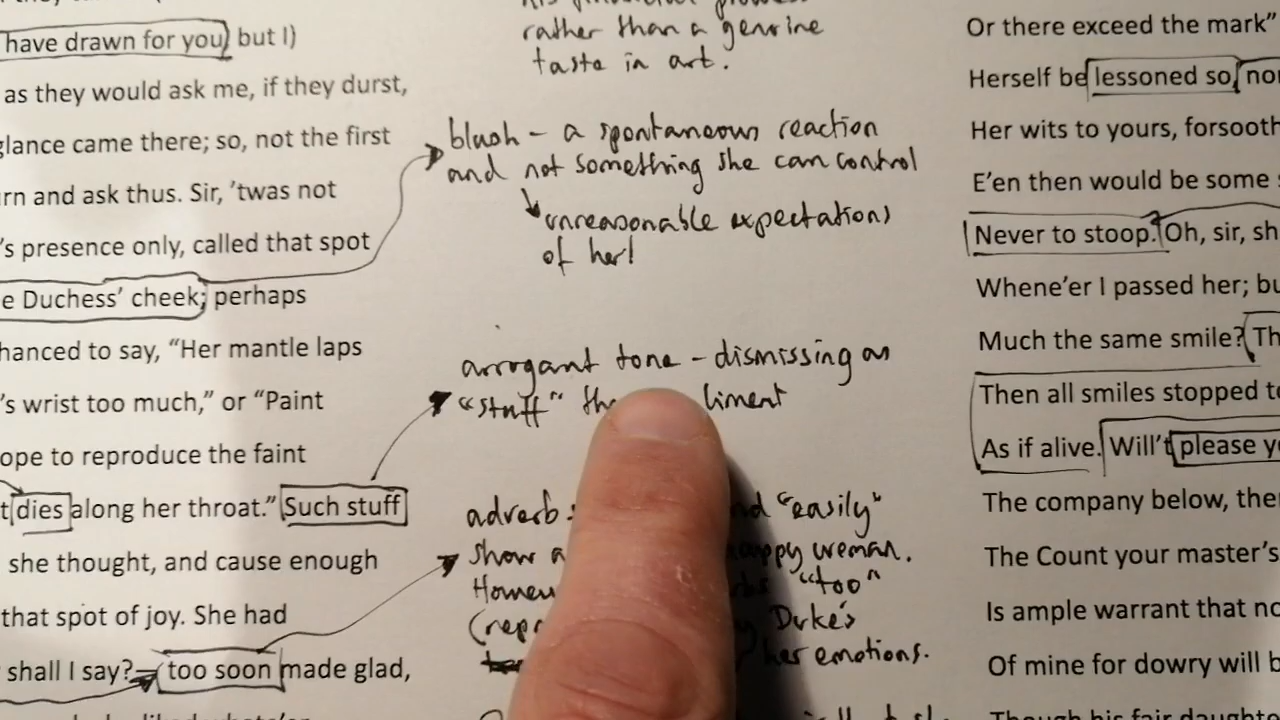 have drawn for you, but I)
as they would ask me, if they durst,
glance came there; so, not the first
and ask thus. Sir, 'twas not
's presence only, called that spot
Duchess' cheek; perhaps
to say, "Her mantle laps
's wrist too much," or "Paint
to reproduce the faint
dies along her throat." Such stuff
she thought, and cause enough
that spot of joy. She had
shall I say?– too soon made glad,
rather than a genuine
taste in art.
blush – a spontaneous reaction
and not something she can control
unreasonable expectations
of her!
arrogant tone – dismissing as
"stuff"
adverb "easily"
show a woman.
"too"
Duke's
her emotions.
Or there exceed the mark"
Herself be lessoned so, nor
Her wits to yours, forsooth
E'en then would be some
Never to stoop. Oh, sir, sh
Whene'er I passed her; bu
Much the same smile? Th
Then all smiles stopped to
As if alive. Will't please y
The company below, the
The Count your master's
Is ample warrant that no
Of mine for dowry will b
Though his fair daughte